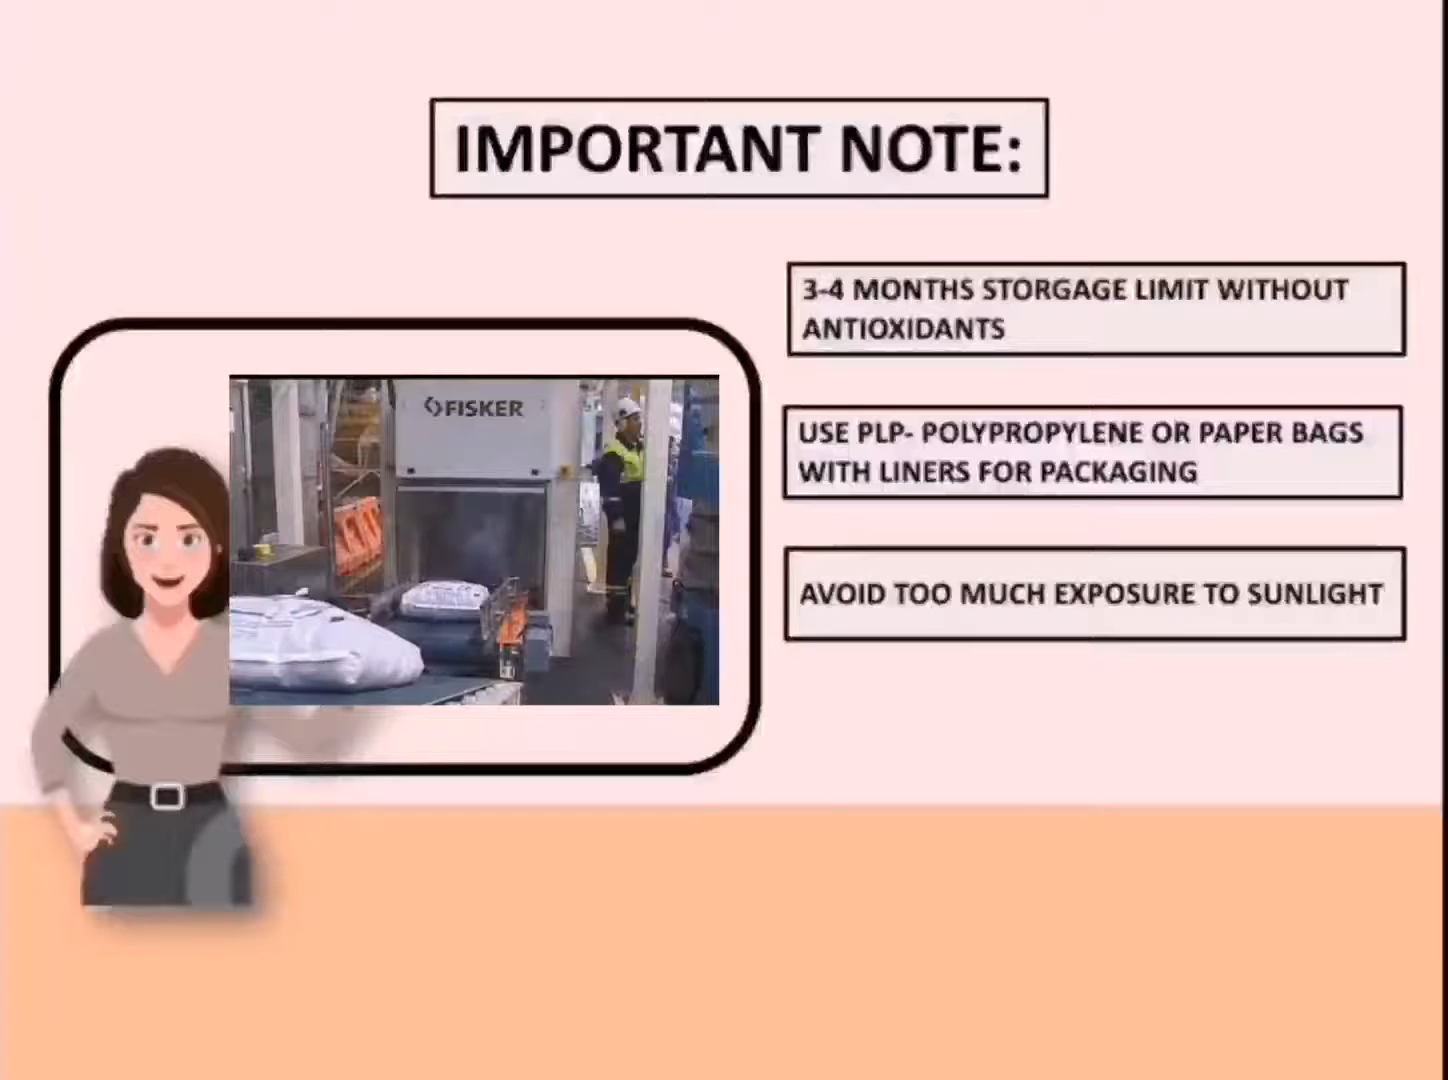 IMPORTANT NOTE:
3-4 MONTHS STORGAGE LIMIT WITHOUT
ANTIOXIDANTS
FISKER
USE PLP- POLYPROPYLENE OR PAPER BAGS
WITH LINERS FOR PACKAGING
AVOID TOO MUCH EXPOSURE TO SUNLIGHT